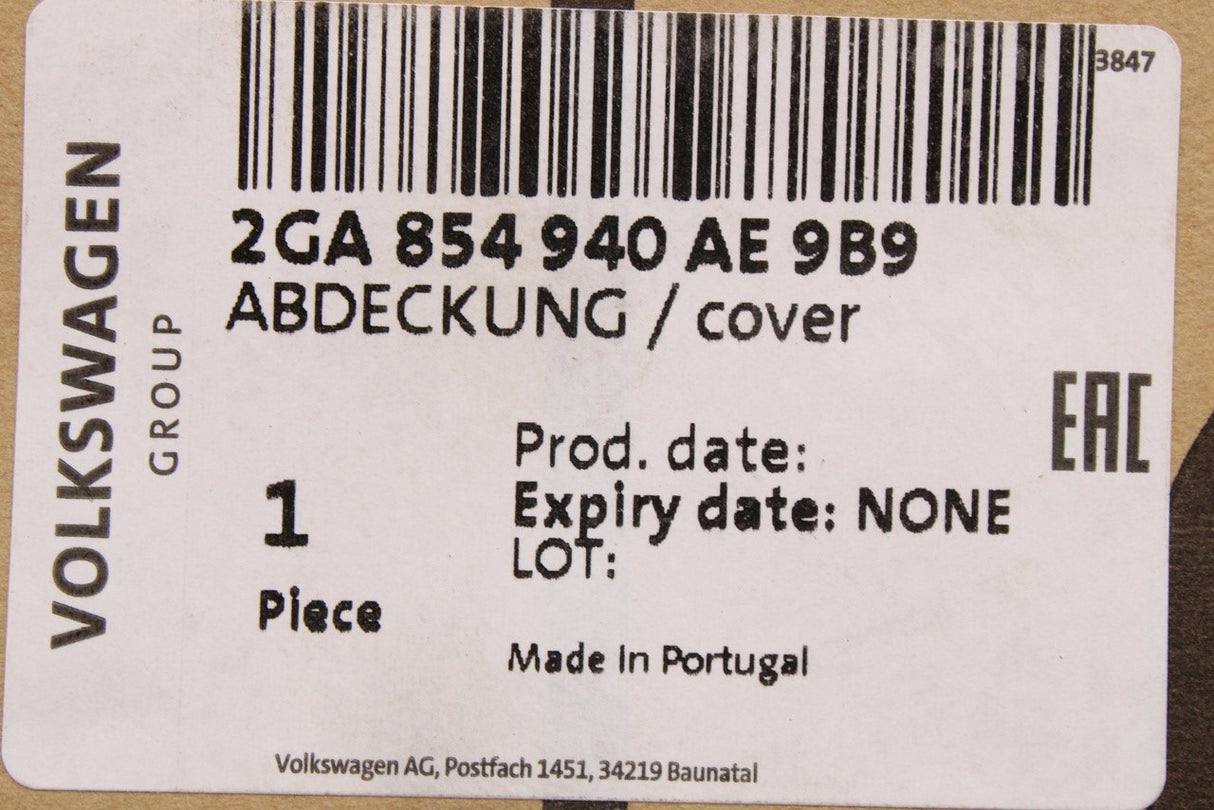 3847
2GA 854 940 AE 9B9
ABDECKUNG / cover
VOLKSWAGEN
GROUP
EAC
Prod. date:
Expiry date: NONE
LOT:
1
Piece
Made in Portugal
Volkswagen AG, Postfach 1451, 34219 Baunatal